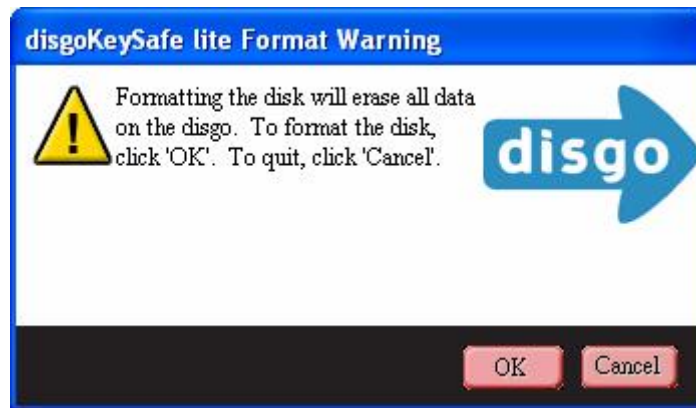 disgoKeySafe lite Format Warning
Formatting the disk will erase all data
on the disgo. To format the disk,
click 'OK'. To quit, click 'Cancel'.
disgo
OK
Cancel